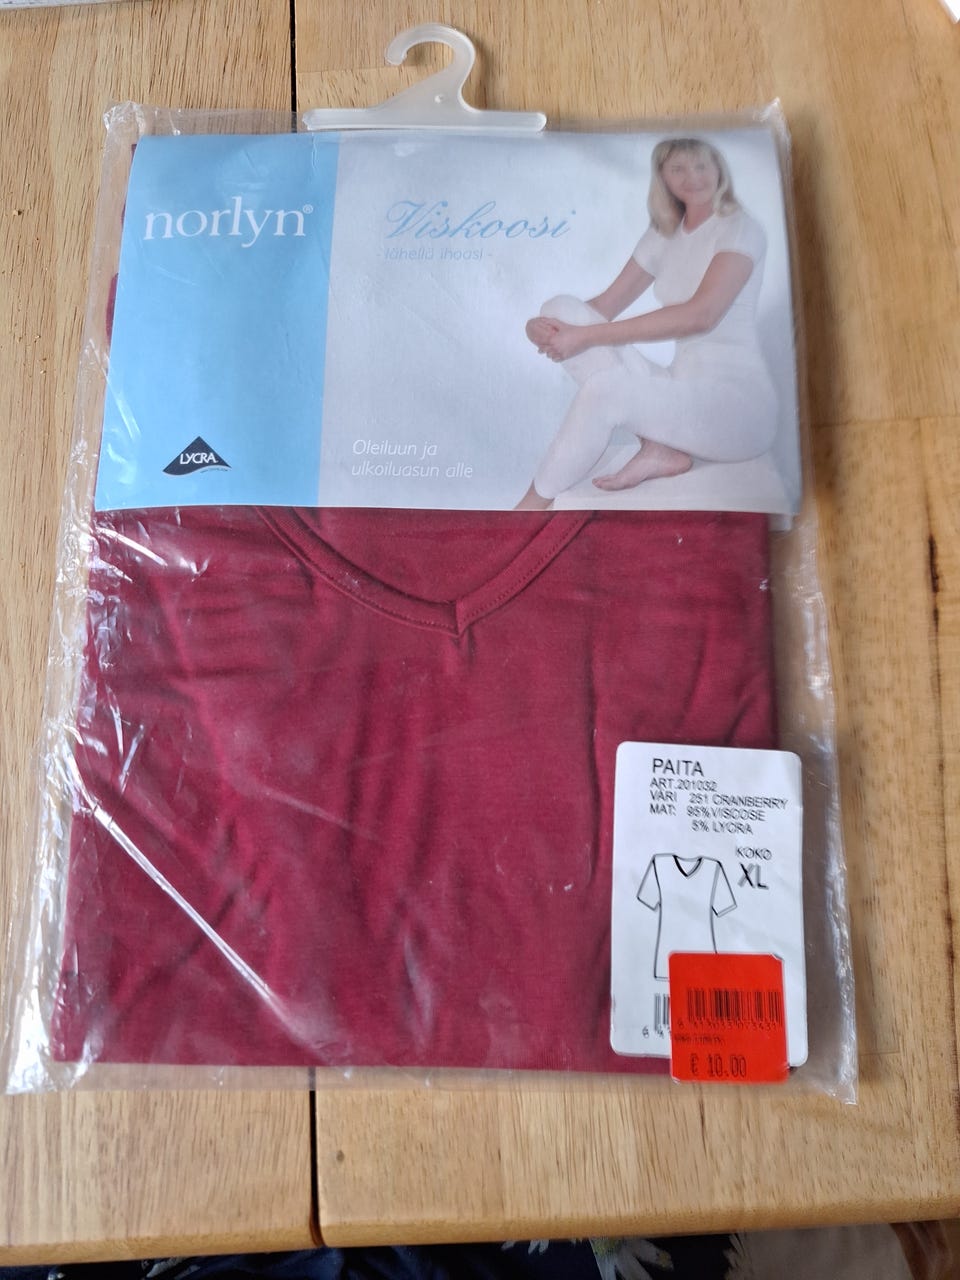 norlyn®
Viskoosi
- lähellä ihoasi -
LYCRA
Oleiluun ja
ulkoiluasun alle
PAITA
ART.201032
VÄRI 251 CRANBERRY
MAT: 95%VISCOSE
5% LYCRA
KOKO
XL
€ 10.00